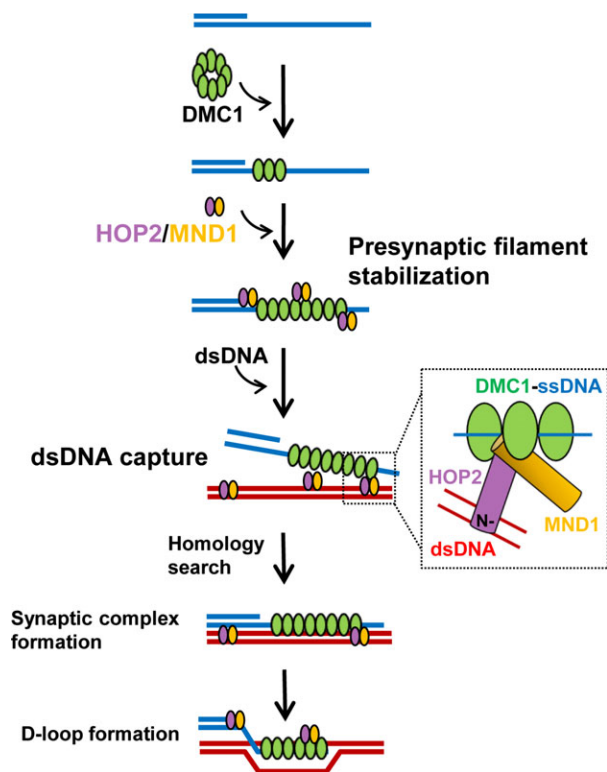 DMC1
HOP2/MND1
Presynaptic filament
stabilization
dsDNA
dsDNA capture
DMC1-ssDNA
HOP2
N-
MND1
dsDNA
Homology
search
Synaptic complex
formation
D-loop formation